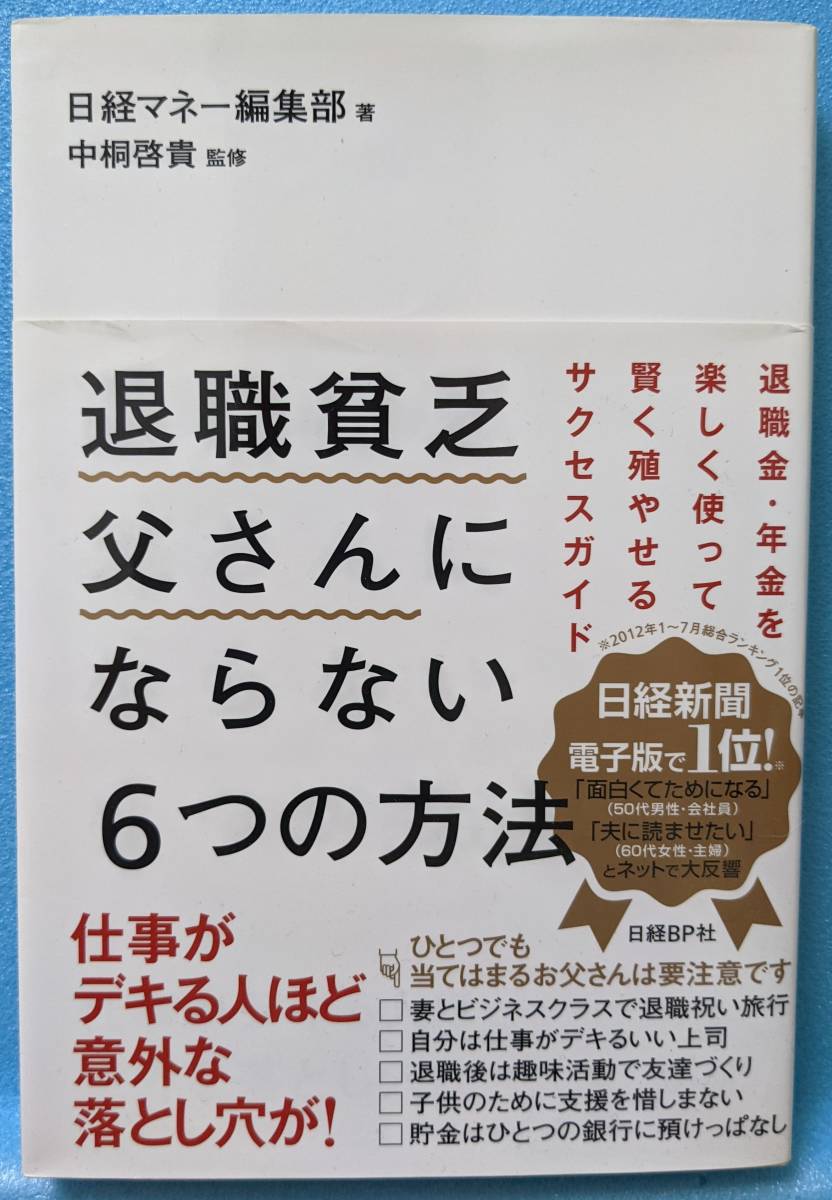 日経マネー編集部 著
中桐啓貴 監修
退職金・年金を
楽しく使って
賢く殖やせる
サクセスガイド
退職貧乏
父さんに
ならない
6つの方法
※2012年1〜7月総合ランキング1位の記事
日経新聞
電子版で1位!※
「面白くてためになる」
(50代男性・会社員)
「夫に読ませたい」
(60代女性・主婦)
とネットで大反響
日経BP社
仕事が
デキる人ほど
意外な
落とし穴が!
ひとつでも
当てはまるお父さんは要注意です
□妻とビジネスクラスで退職祝い旅行
□自分は仕事がデキるいい上司
□退職後は趣味活動で友達づくり
□子供のために支援を惜しまない
□貯金はひとつの銀行に預けっぱなし